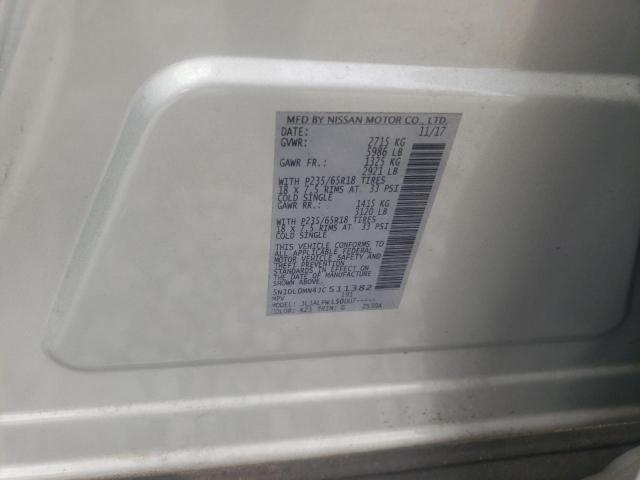 MFD BY NISSAN MOTOR CO., LTD.
DATE: 11/17
GVWR: 2715 KG
5986 LB
GAWR FR.: 1325 KG
2921 LB
WITH P235/65R18 TIRES
18 x 7.5 RIMS AT 33 PSI
COLD SINGLE
GAWR RR.: 1415 KG
3120 LB
WITH P235/65R18 TIRES
18 x 7.5 RIMS AT 33 PSI
COLD SINGLE
THIS VEHICLE CONFORMS TO
ALL APPLICABLE FEDERAL
MOTOR VEHICLE SAFETY AND
THEFT PREVENTION
STANDARDS IN EFFECT ON
THE DATE OF MANUFACTURE
SHOWN ABOVE.
5N1DL0MN4JC511382
MPV 191
MODEL:
COLOR: TRIM: G